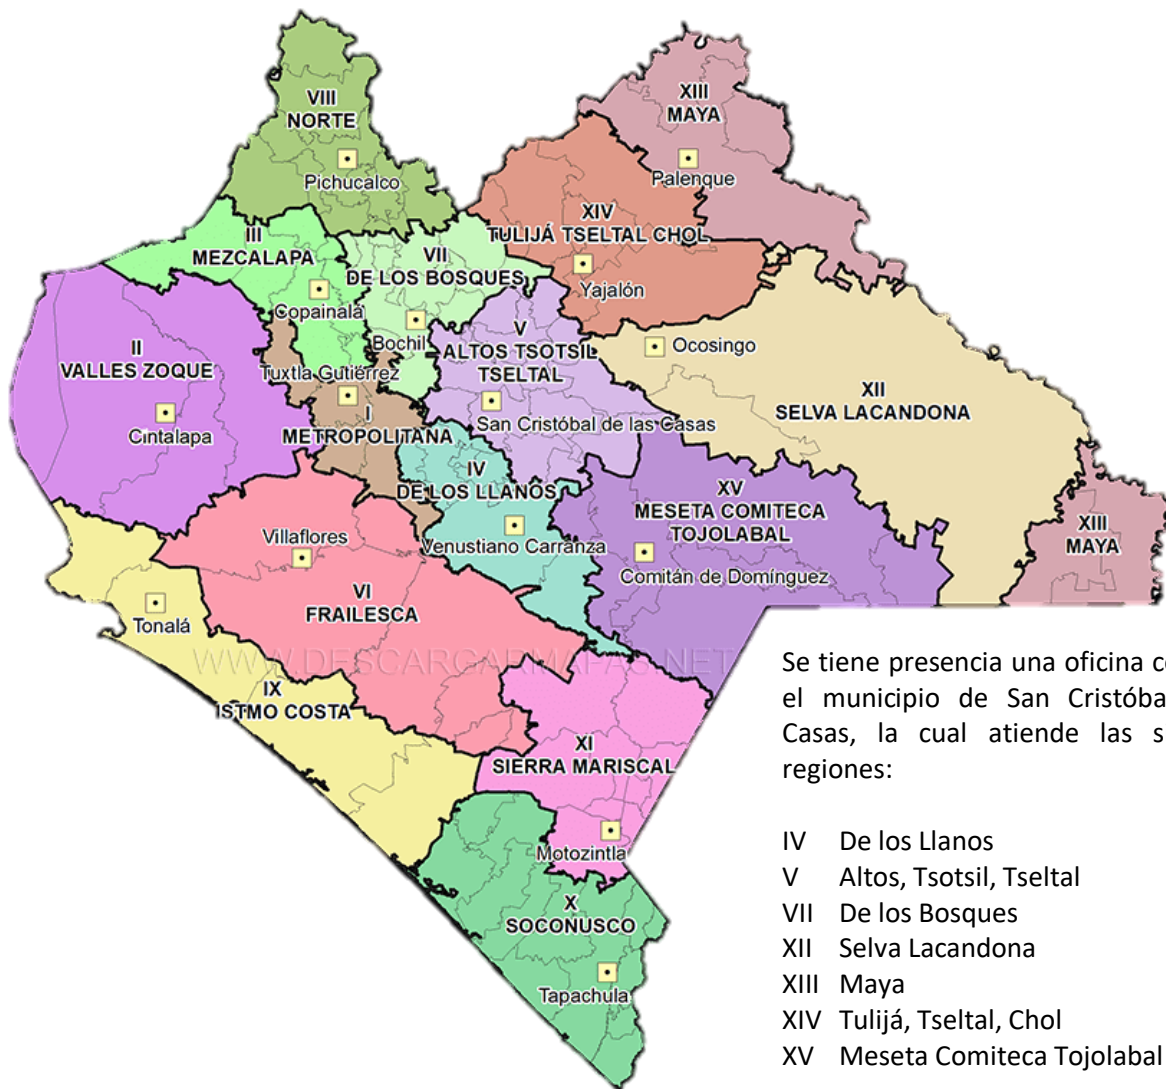 VIII
NORTE
Pichucalco
XIII
MAYA
Palenque
XIV
TULIJÁ TSELTAL CHOL
Yajalón
III
MEZCALAPA
Copainalá
VII
DE LOS BOSQUES
Bochil
V
ALTOS TSOTSIL
TSELTAL
San Cristóbal de las Casas
Ocosingo
XII
SELVA LACANDONA
II
VALLES ZOQUE
Cintalapa
Tuxtla Gutiérrez
I
METROPOLITANA
IV
DE LOS LLANOS
Venustiano Carranza
XV
MESETA COMITECA
TOJOLABAL
Comitán de Domínguez
XIII
MAYA
Villaflores
VI
FRAILESCA
Tonalá
WWW.DESCARGARMAPAS.NET
IX
ISTMO COSTA
XI
SIERRA MARISCAL
Motozintla
X
SOCONUSCO
Tapachula
Se tiene presencia una oficina
el municipio de San
Casas, la cual atiende las
regiones:
IV De los Llanos
V Altos, Tsotsil, Tseltal
VII De los Bosques
XII Selva Lacandona
XIII Maya
XIV Tulijá, Tseltal, Chol
XV Meseta Comiteca Tojolabal